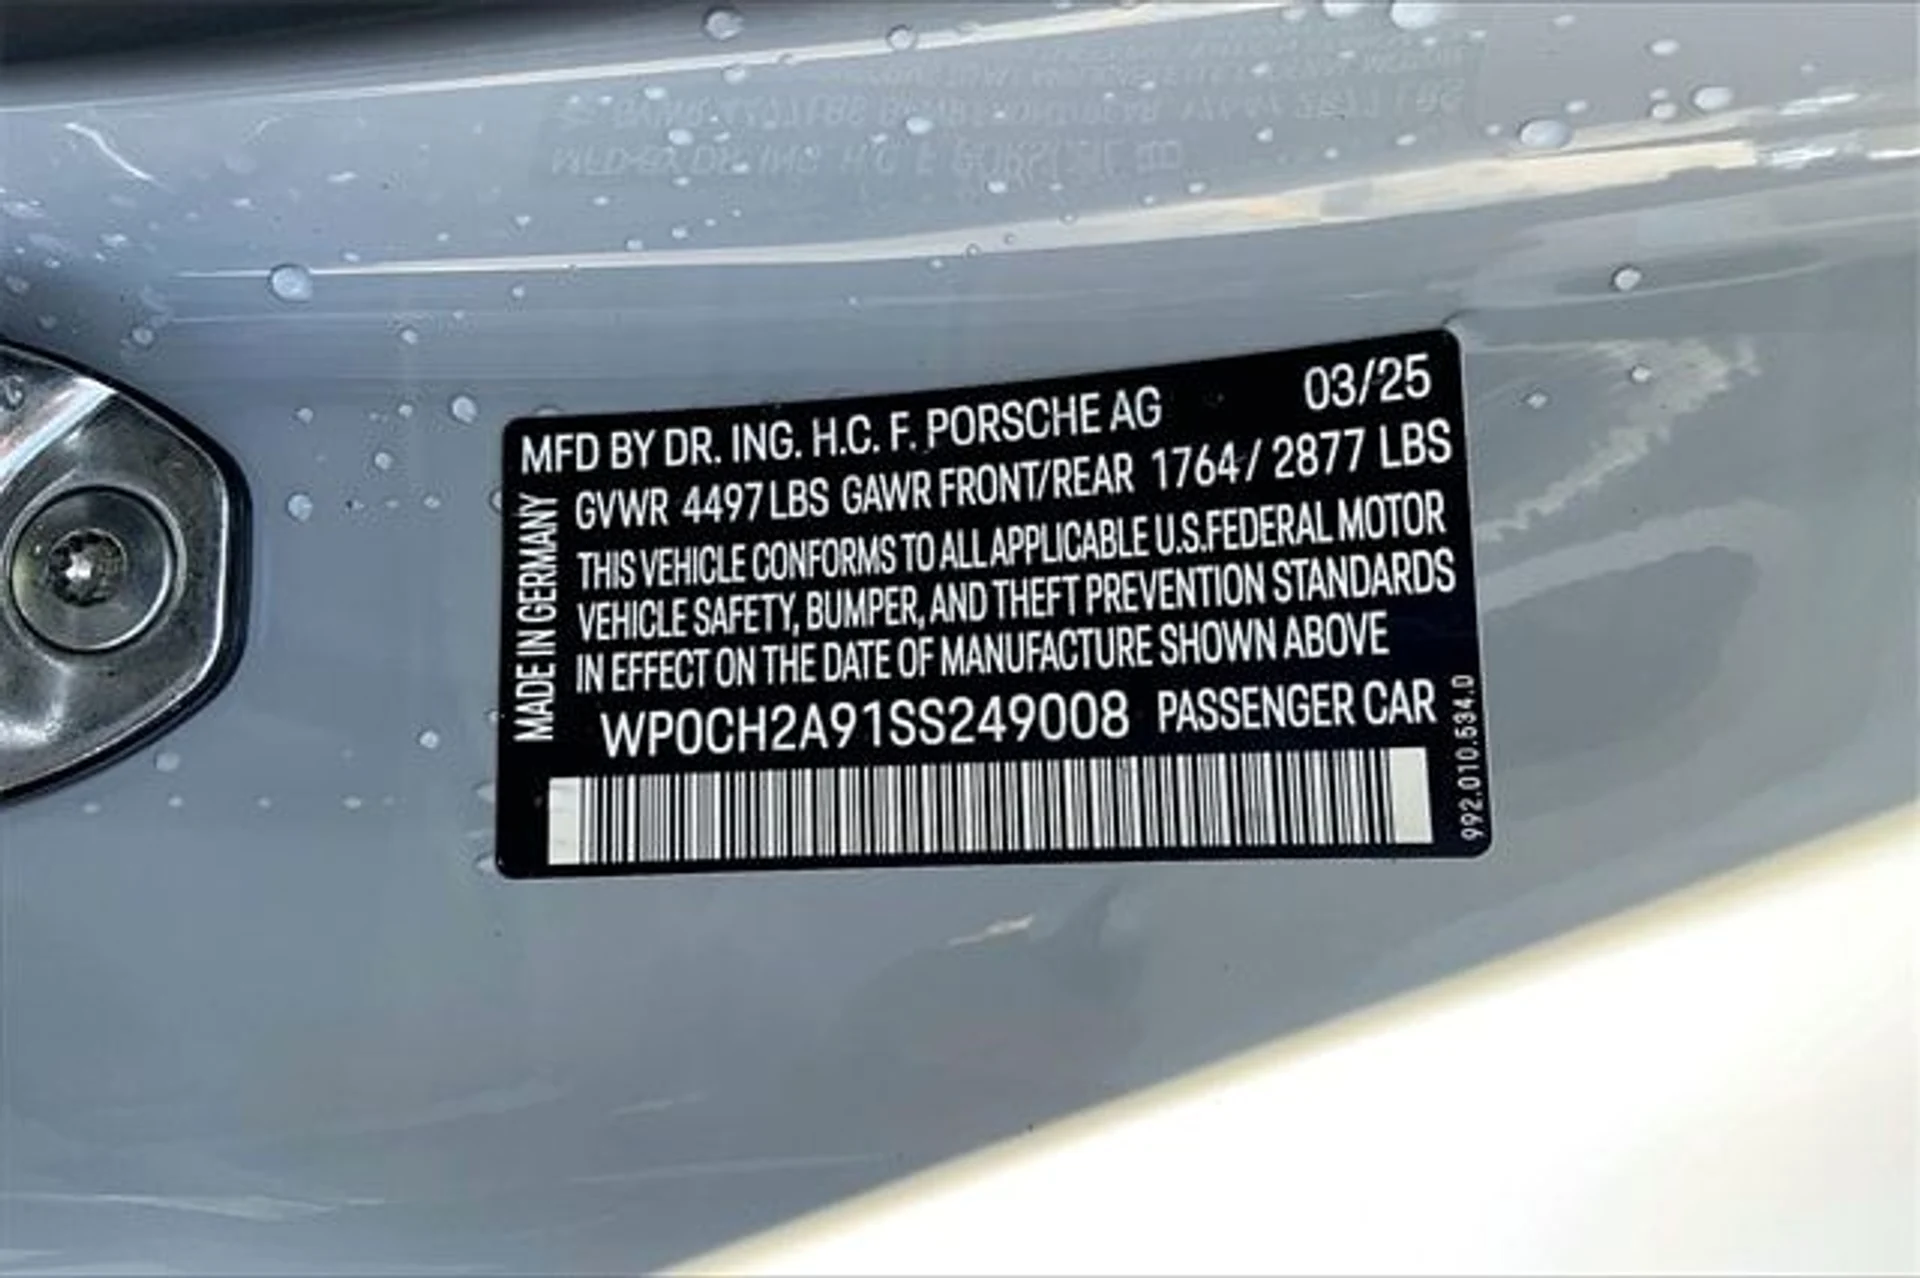 MFD BY DR. ING. H.C. F. PORSCHE AG 03/25
GVWR 4497 LBS GAWR FRONT/REAR 1764 / 2877 LBS
THIS VEHICLE CONFORMS TO ALL APPLICABLE U.S.FEDERAL MOTOR
VEHICLE SAFETY, BUMPER, AND THEFT PREVENTION STANDARDS
IN EFFECT ON THE DATE OF MANUFACTURE SHOWN ABOVE
WP0CH2A91SS249008 PASSENGER CAR
MADE IN GERMANY
992.010.534.D